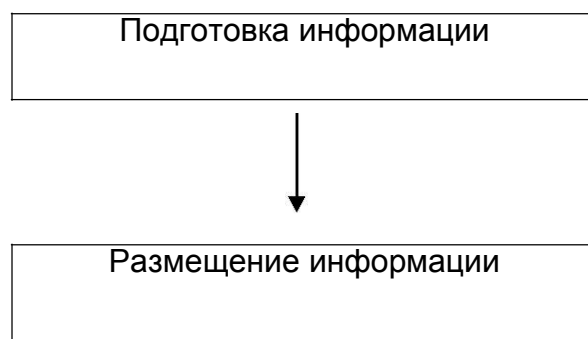 Подготовка информации
Размещение информации